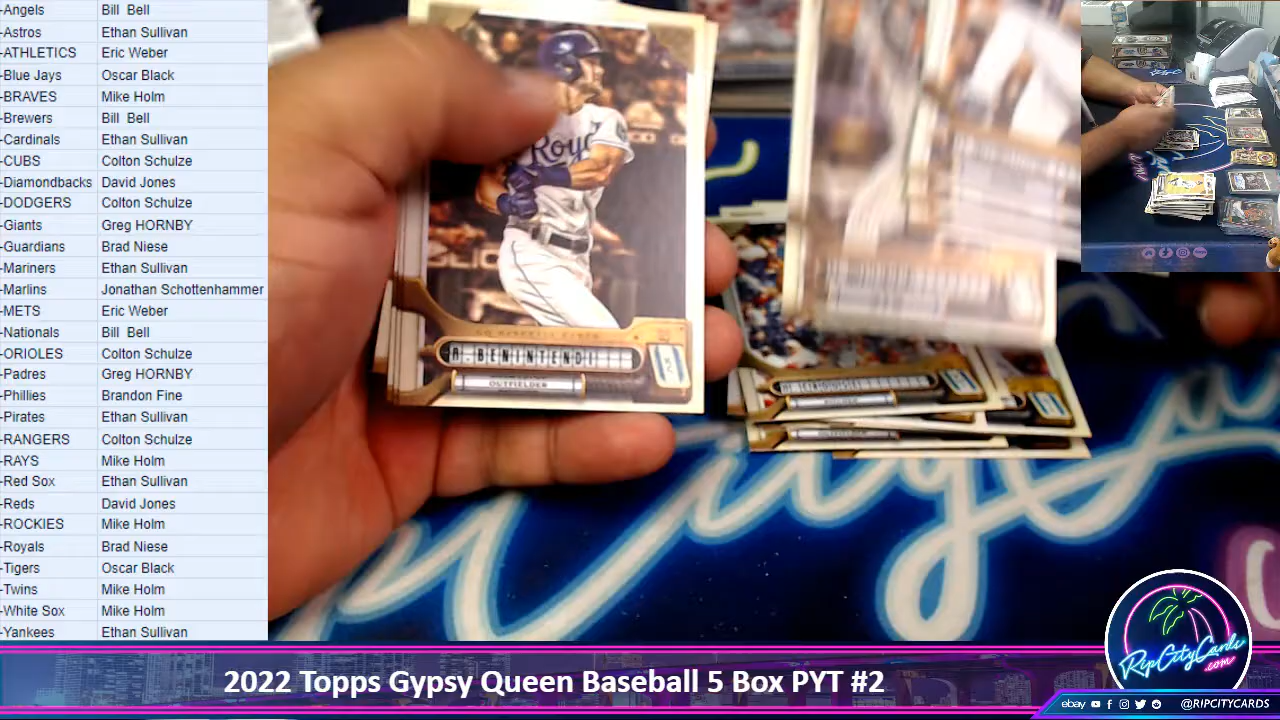 -Angels Bill Bell
-Astros Ethan Sullivan
-ATHLETICS Eric Weber
-Blue Jays Oscar Black
-BRAVES Mike Holm
-Brewers Bill Bell
-Cardinals Ethan Sullivan
-CUBS Colton Schulze
-Diamondbacks David Jones
-DODGERS Colton Schulze
-Giants Greg HORNBY
-Guardians Brad Niese
-Mariners Ethan Sullivan
-Marlins Jonathan Schottenhammer
-METS Eric Weber
-Nationals Bill Bell
-ORIOLES Colton Schulze
-Padres Greg HORNBY
-Phillies Brandon Fine
-Pirates Ethan Sullivan
-RANGERS Colton Schulze
-RAYS Mike Holm
-Red Sox Ethan Sullivan
-Reds David Jones
-ROCKIES Mike Holm
-Royals Brad Niese
-Tigers Oscar Black
-Twins Mike Holm
-White Sox Mike Holm
-Yankees Ethan Sullivan
Royals
A. BENINTENDI
OUTFIELDER
2022 Topps Gypsy Queen Baseball 5 Box PYT #2
RipCityCards
.com
ebay @RIPCITYCARDS